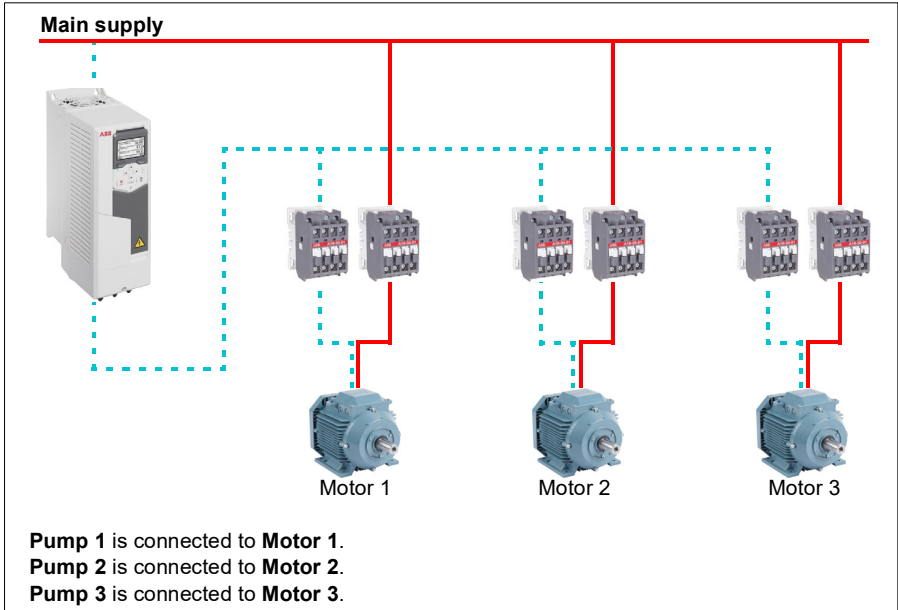 Main supply
ABB
Motor 1
Motor 2
Motor 3
Pump 1 is connected to Motor 1.
Pump 2 is connected to Motor 2.
Pump 3 is connected to Motor 3.